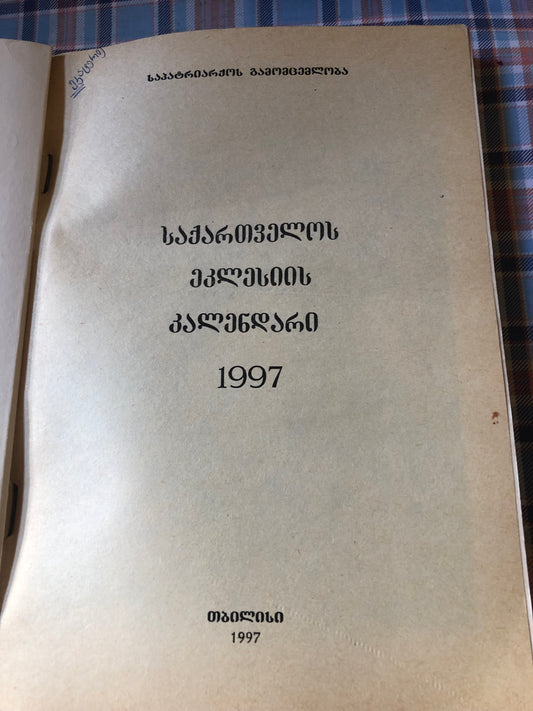 საპატრიარქოს გამომცემლობა
საქართველოს
ეკლესიის
კალენდარი
1997
თბილისი
1997